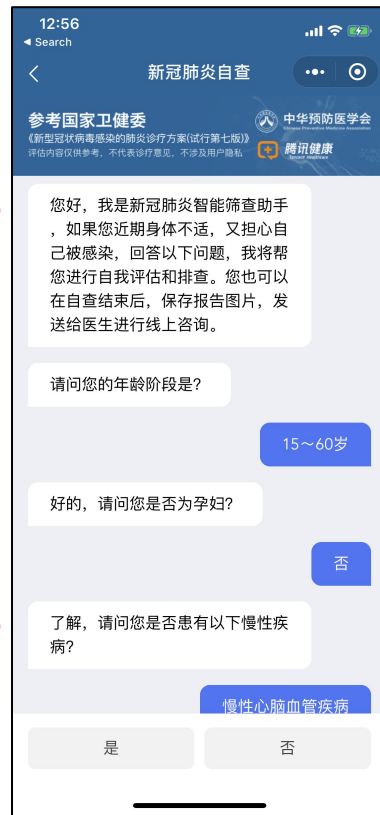 12:56
Search
新冠肺炎自查
参考国家卫健委
《新型冠状病毒感染的肺炎诊疗方案(试行第七版)》
评估内容仅供参考，不代表诊疗意见，不涉及用户隐私
中华预防医学会
Chinese Preventive Medicine Association
腾讯健康
Tencent Healthcare
您好，我是新冠肺炎智能筛查助手
，如果您近期身体不适，又担心自
己被感染，回答以下问题，我将帮
您进行自我评估和排查。您也可以
在自查结束后，保存报告图片，发
送给医生进行线上咨询。
请问您的年龄阶段是?
15～60岁
好的，请问您是否为孕妇?
否
了解，请问您是否患有以下慢性疾
病?
慢性心脑血管疾病
是
否